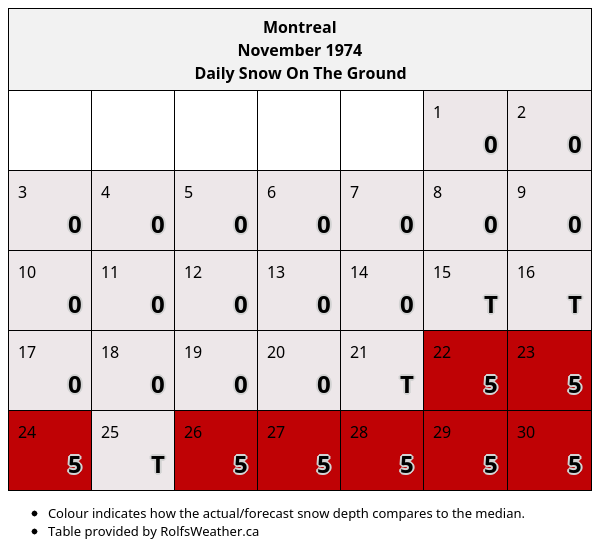 Montreal
November 1974
Daily Snow On The Ground
1 2
0 0
3 4 5 6 7 8 9
0 0 0 0 0 0 0
10 11 12 13 14 15 16
0 0 0 0 0 T T
17 18 19 20 21 22 23
0 0 0 0 T 5 5
24 25 26 27 28 29 30
5 T 5 5 5 5 5
• Colour indicates how the actual/forecast snow depth compares to the median.
• Table provided by RolfsWeather.ca